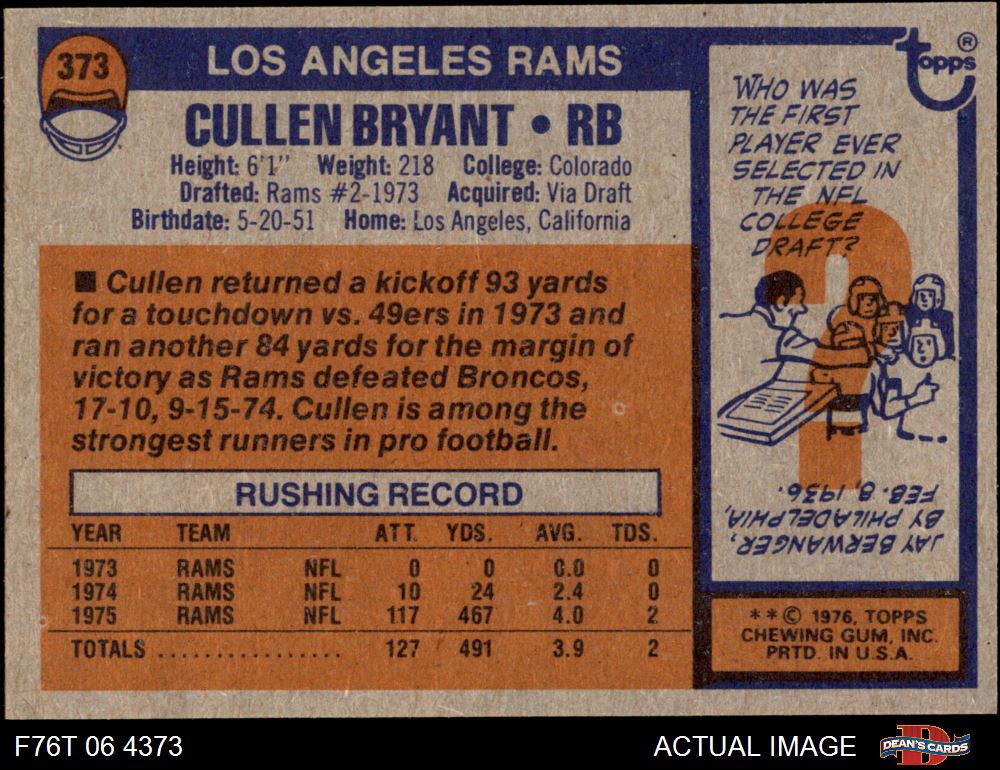 373
LOS ANGELES RAMS
CULLEN BRYANT • RB
Height: 6'1" Weight: 218 College: Colorado
Drafted: Rams #2-1973 Acquired: Via Draft
Birthdate: 5-20-51 Home: Los Angeles, California
■ Cullen returned a kickoff 93 yards
for a touchdown vs. 49ers in 1973 and
ran another 84 yards for the margin of
victory as Rams defeated Broncos,
17-10, 9-15-74. Cullen is among the
strongest runners in pro football.
RUSHING RECORD
YEAR TEAM ATT. YDS. AVG. TDS.
1973 RAMS NFL 0 0 0.0 0
1974 RAMS NFL 10 24 2.4 0
1975 RAMS NFL 117 467 4.0 2
TOTALS ................ 127 491 3.9 2
topps ®
WHO WAS
THE FIRST
PLAYER EVER
SELECTED IN
THE NFL
COLLEGE
DRAFT?
?
JAY BERWANGER,
BY PHILADELPHIA,
FEB. 8, 1936.
**© 1976, TOPPS
CHEWING GUM, INC.
PRTD. IN U.S.A.
F76T 06 4373
ACTUAL IMAGE
D
DEAN'S CARDS